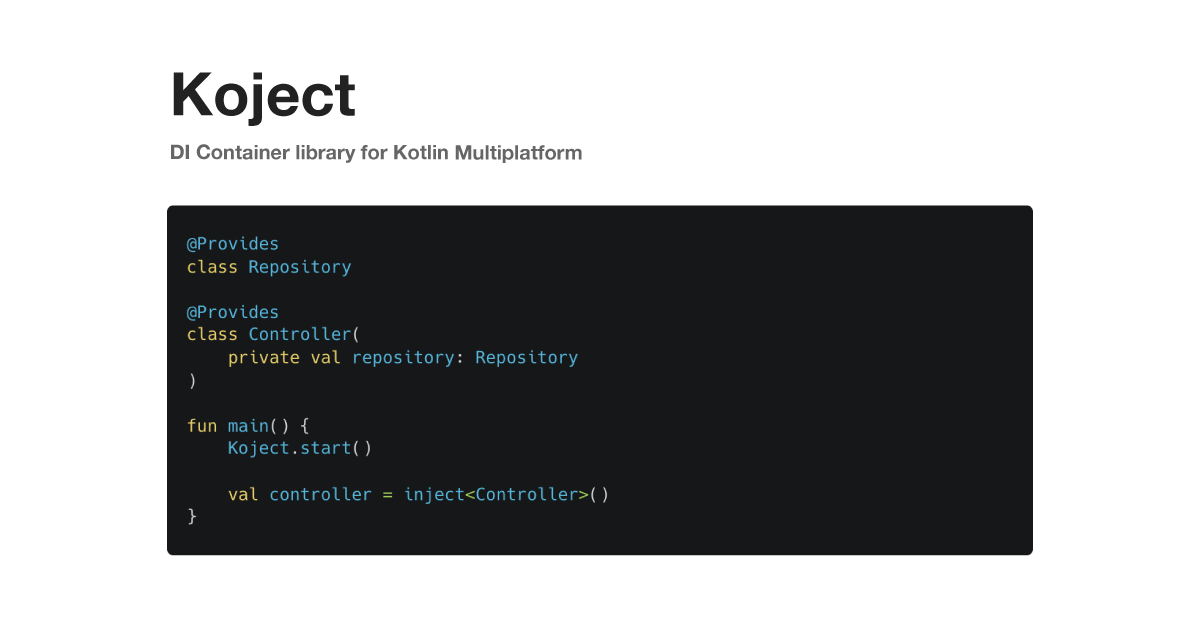 Koject
DI Container library for Kotlin Multiplatform
@Provides
class Repository
@Provides
class Controller(
    private val repository: Repository
)
fun main() {
    Koject.start()
    val controller = inject<Controller>()
}